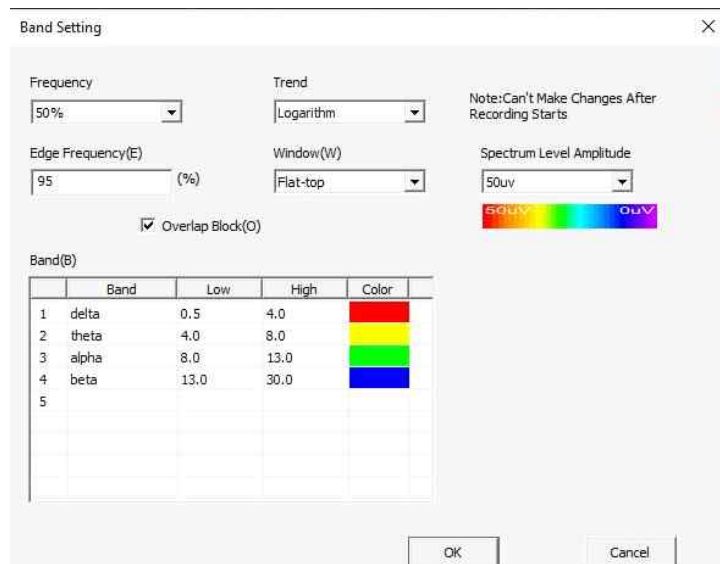 Band Setting
Frequency
Trend
Note:Can't Make Changes After
Recording Starts
50%
Logarithm
Edge Frequency(E)
Window(W)
Spectrum Level Amplitude
95
(%)
Flat-top
50uv
50uV 0uV
Overlap Block(O)
Band(B)
Band Low High Color
1 delta 0.5 4.0
2 theta 4.0 8.0
3 alpha 8.0 13.0
4 beta 13.0 30.0
5
OK Cancel